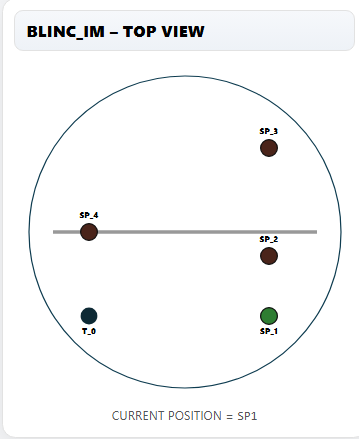 BLINC_IM – TOP VIEW
SP_3
SP_4
SP_2
T_0
SP_1
CURRENT POSITION = SP1